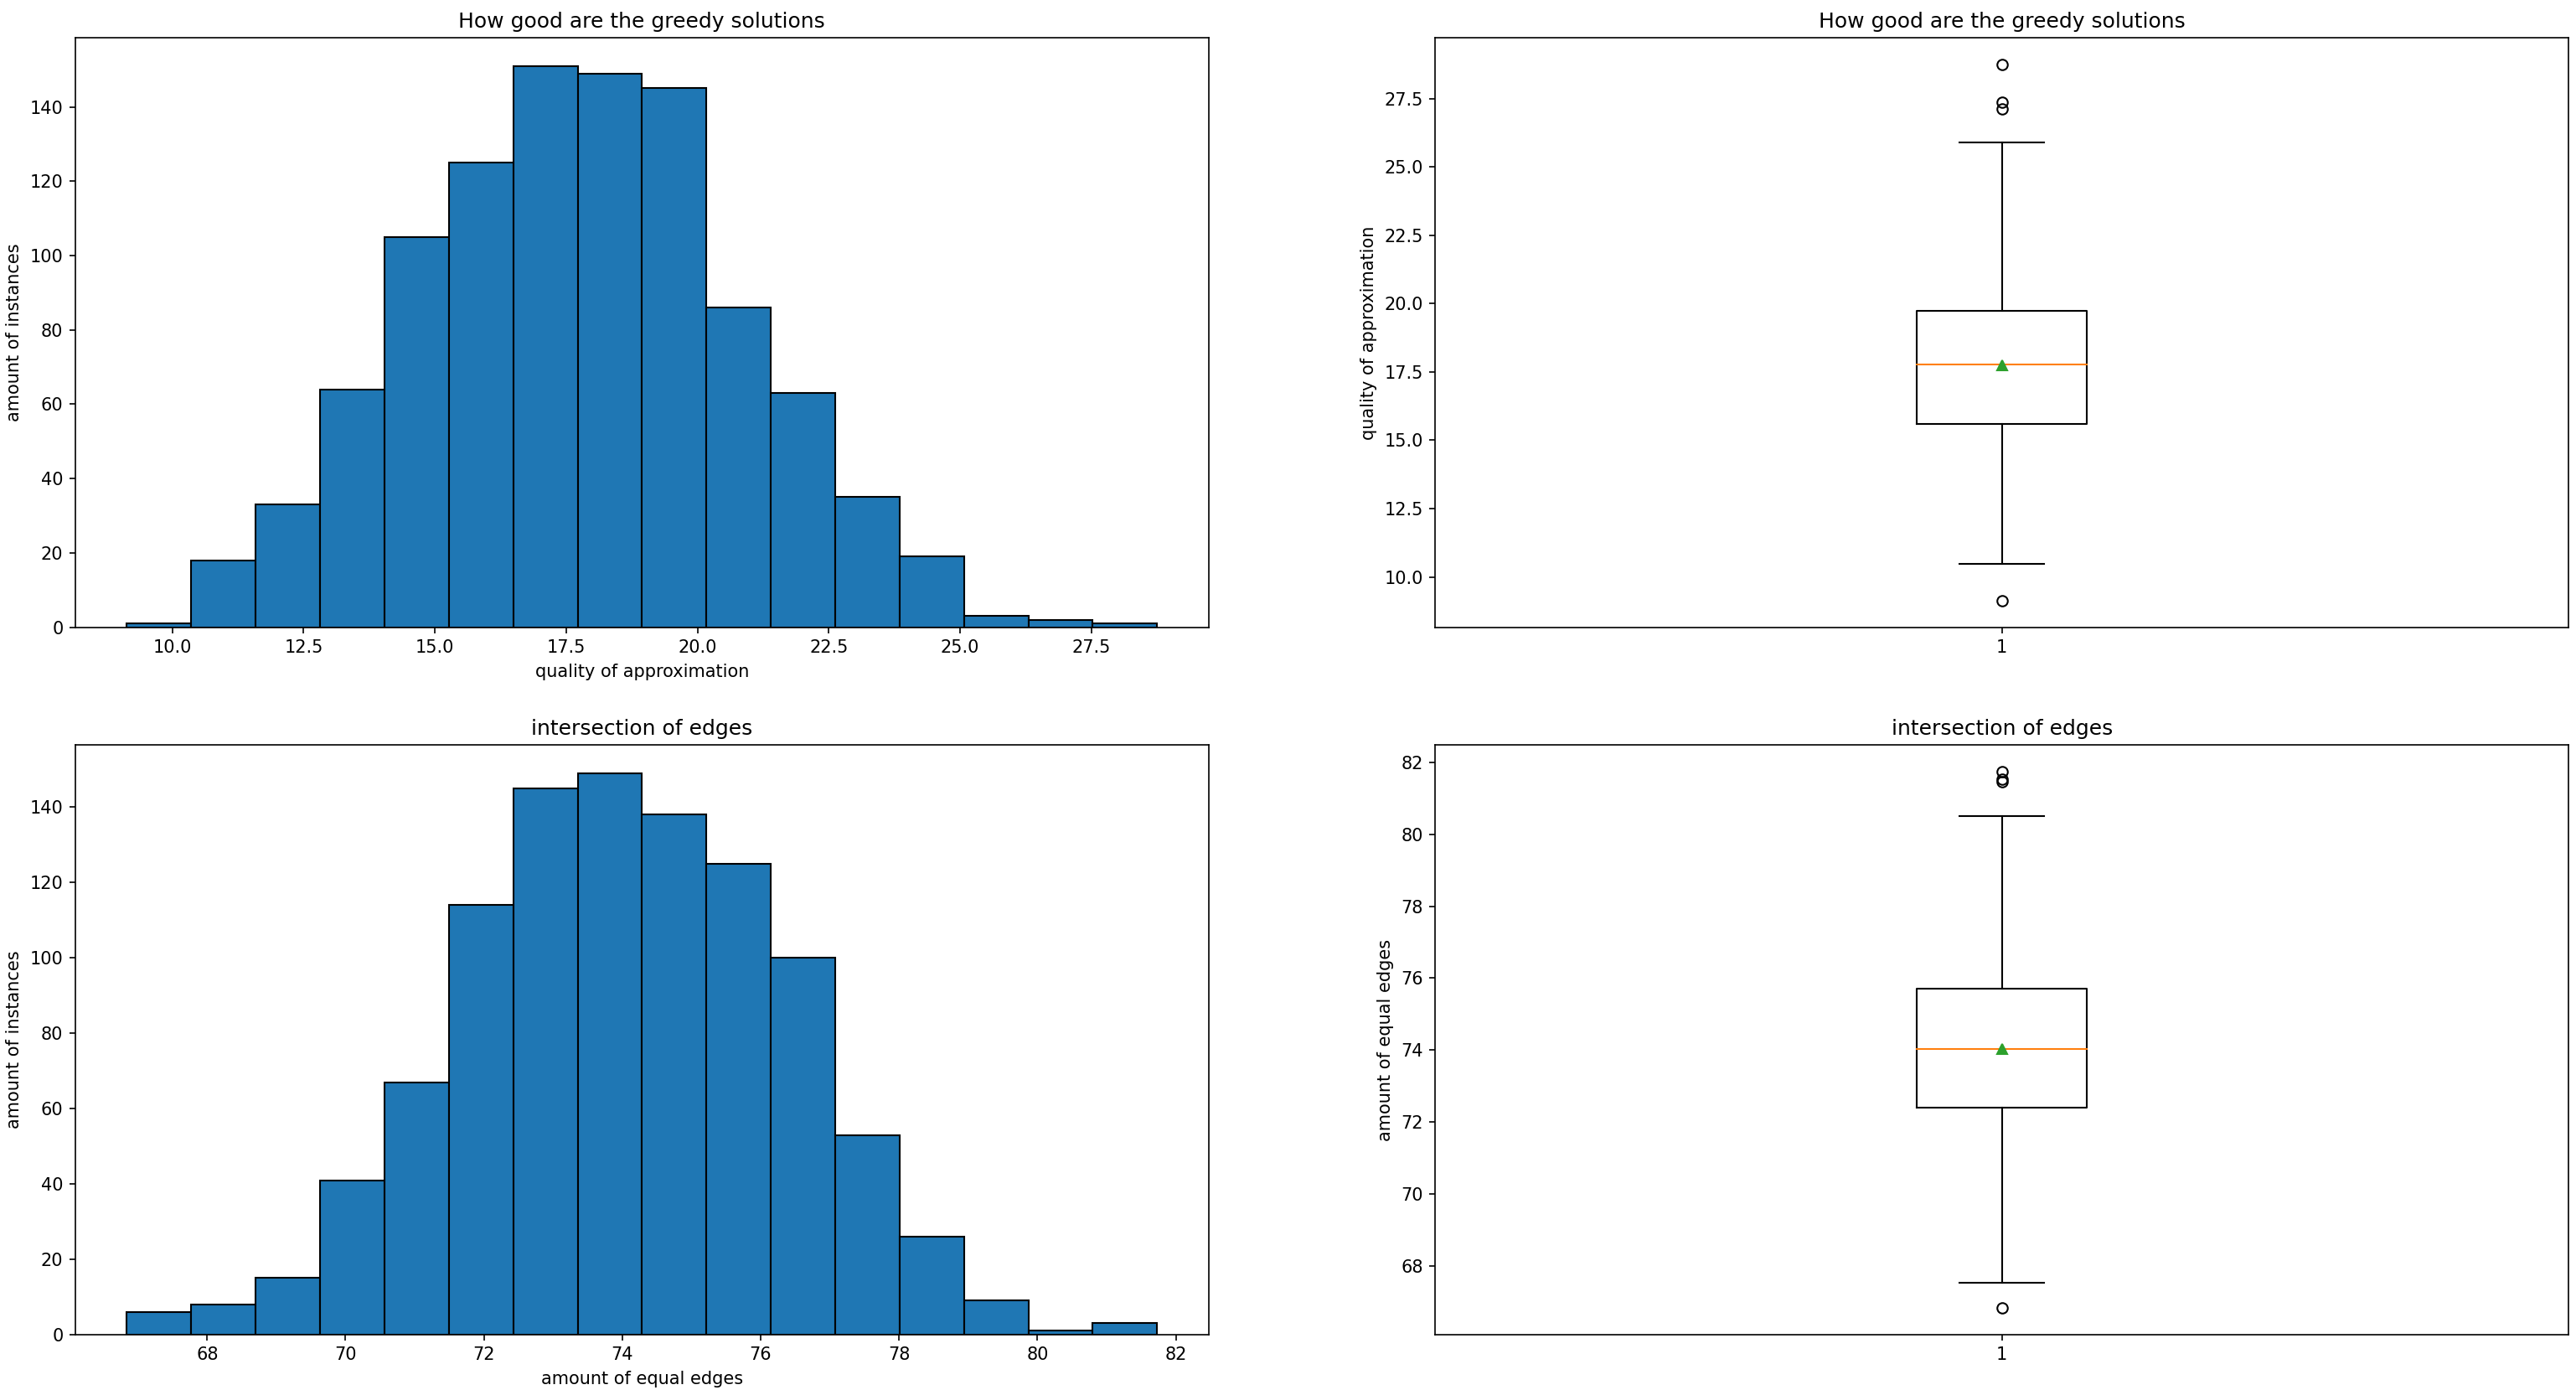 How good are the greedy solutions
amount of instances
0
20
40
60
80
100
120
140
10.0 12.5 15.0 17.5 20.0 22.5 25.0 27.5
quality of approximation
How good are the greedy solutions
quality of approximation
27.5
25.0
22.5
20.0
17.5
15.0
12.5
10.0
1
intersection of edges
amount of instances
140
120
100
80
60
40
20
0
68 70 72 74 76 78 80 82
amount of equal edges
intersection of edges
amount of equal edges
82
80
78
76
74
72
70
68
1